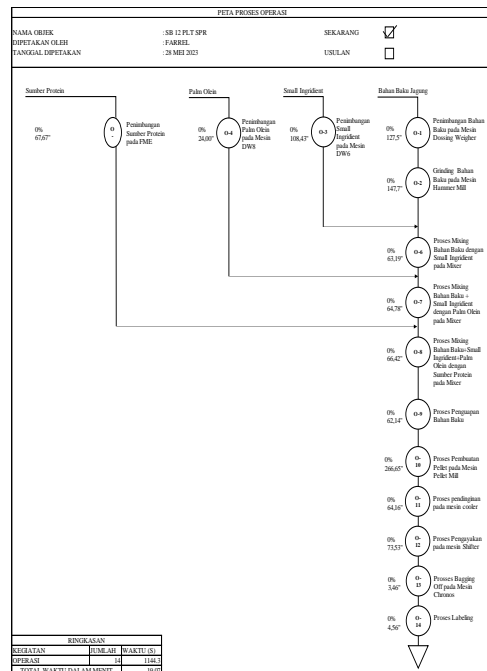 PETA PROSES OPERASI
NAMA OBJEK : SB 12 PLT SPR SEKARANG
DIPETAKAN OLEH : FARREL
TANGGAL DIPETAKAN : 28 MEI 2023 USULAN
Sumber Protein Palm Olein Small Ingridient Bahan Baku Jagung
0%
67,67"
O
-
Penimbangan
Sumber Protein
pada FME
0%
24,00"
O-4
Penimbangan
Palm Olein
pada Mesin
DW8
0%
108,43"
O-3
Penimbangan
Small
Ingridient
pada Mesin
DW6
0%
127,5"
O-1
Penimbangan Bahan
Baku pada Mesin
Dossing Weigher
0%
147,7"
O-2
Grinding Bahan
Baku pada Mesin
Hammer Mill
0%
63,19"
O-6
Proses Mixing
Bahan Baku dengan
Small Ingridient
pada Mixer
0%
64,78"
O-7
Proses Mixing
Bahan Baku +
Small Ingridient
dengan Palm Olein
pada Mixer
0%
66,42"
O-8
Proses Mixing
Bahan Baku+Small
Ingridient+Palm
Olein dengan
Sumber Protein
pada Mixer
0%
62,14"
O-9
Proses Penguapan
Bahan Baku
0%
266,65"
O-
10
Proses Pembuatan
Pellet pada Mesin
Pellet Mill
0%
64,16"
O-
11
Proses pendinginan
pada mesin cooler
0%
73,53"
O-
12
Proses Pengayakan
pada mesin Shifter
0%
3,46"
O-
13
Prosses Bagging
Off pada Mesin
Chronos
0%
4,56"
O-
14
Proses Labeling
RINGKASAN
KEGIATAN JUMLAH WAKTU (S)
OPERASI 14 1144,3
TOTAL WAKTU DALAM MENIT 19,07